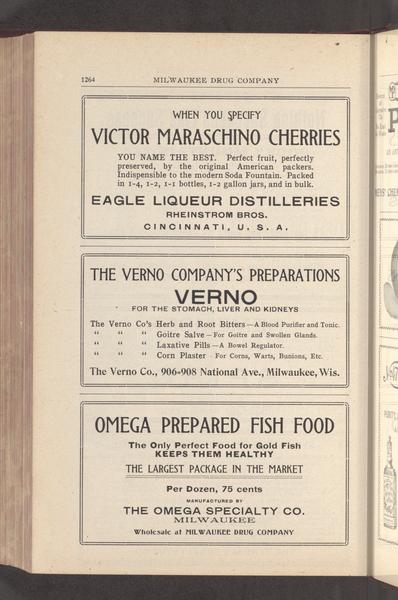 1264 MILWAUKEE DRUG COMPANY
WHEN YOU SPECIFY
VICTOR MARASCHINO CHERRIES
YOU NAME THE BEST. Perfect fruit, perfectly
preserved, by the original American packers.
Indispensible to the modern Soda Fountain. Packed
in 1-4, 1-2, 1-1 bottles, 1-2 gallon jars, and in bulk.
EAGLE LIQUEUR DISTILLERIES
RHEINSTROM BROS.
CINCINNATI, U. S. A.
THE VERNO COMPANY'S PREPARATIONS
VERNO
FOR THE STOMACH, LIVER AND KIDNEYS
The Verno Co's Herb and Root Bitters—A Blood Purifier and Tonic.
" " " Goitre Salve—For Goitre and Swollen Glands.
" " " Laxative Pills—A Bowel Regulator.
" " " Corn Plaster - For Corns, Warts, Bunions, Etc.
The Verno Co., 906-908 National Ave., Milwaukee, Wis.
OMEGA PREPARED FISH FOOD
The Only Perfect Food for Gold Fish
KEEPS THEM HEALTHY
THE LARGEST PACKAGE IN THE MARKET
Per Dozen, 75 cents
MANUFACTURED BY
THE OMEGA SPECIALTY CO.
MILWAUKEE
Wholesale at MILWAUKEE DRUG COMPANY